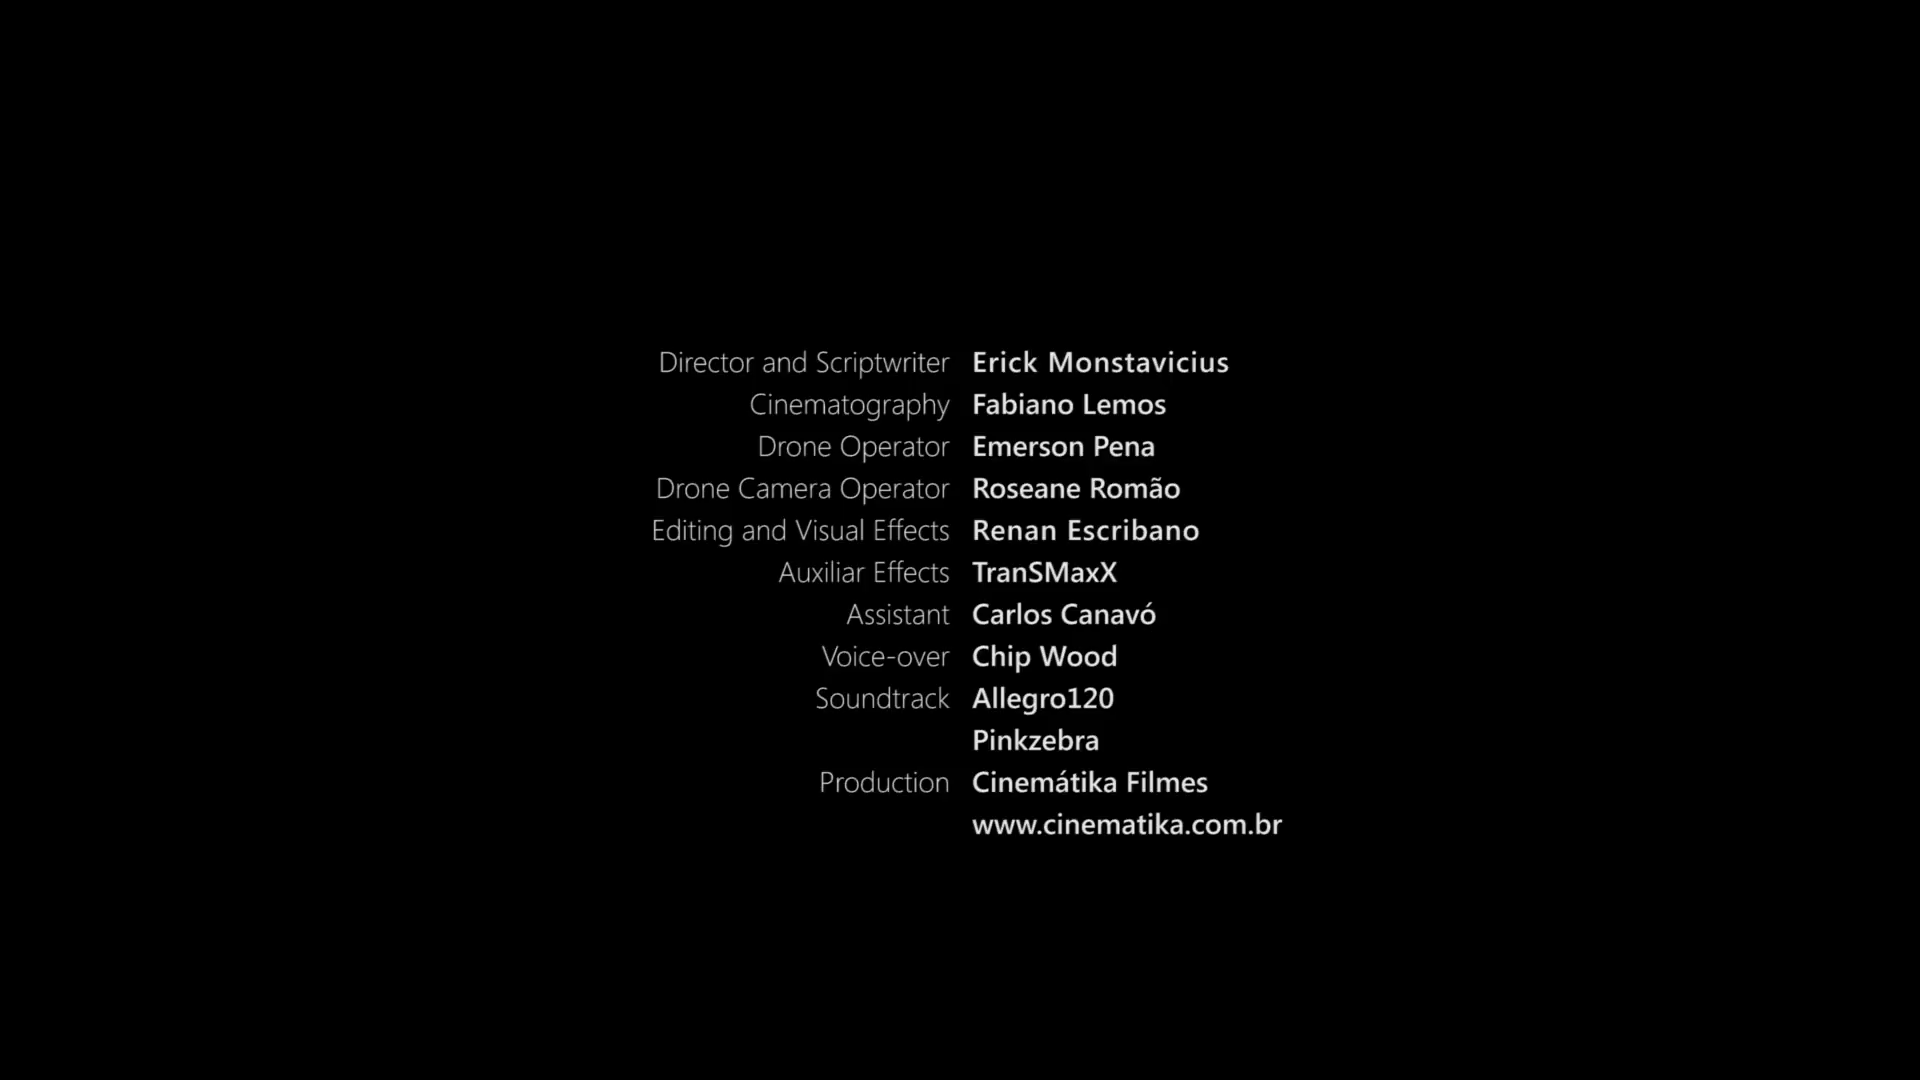 Director and Scriptwriter Erick Monstavicius
Cinematography Fabiano Lemos
Drone Operator Emerson Pena
Drone Camera Operator Roseane Romão
Editing and Visual Effects Renan Escribano
Auxiliar Effects TranSMaxX
Assistant Carlos Canavó
Voice-over Chip Wood
Soundtrack Allegro120
Pinkzebra
Production Cinemátika Filmes
www.cinematika.com.br